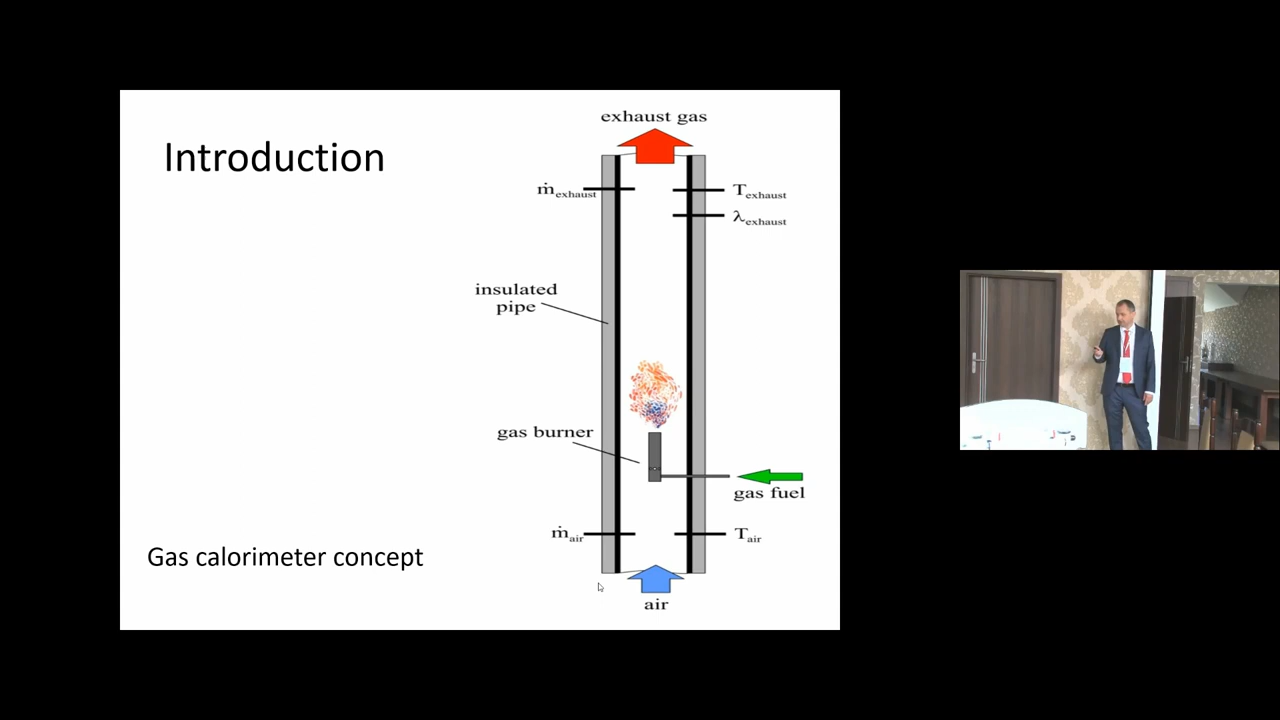 Introduction
exhaust gas
ṁexhaust
Texhaust
λexhaust
insulated
pipe
gas burner
gas fuel
ṁair
Tair
Gas calorimeter concept
air